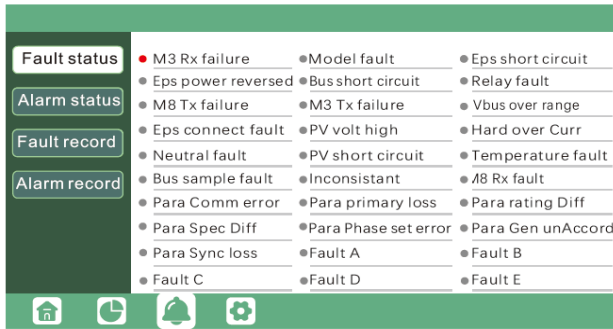 Fault status
Alarm status
Fault record
Alarm record
M3 Rx failure Model fault Eps short circuit
Eps power reversed Bus short circuit Relay fault
M8 Tx failure M3 Tx failure Vbus over range
Eps connect fault PV volt high Hard over Curr
Neutral fault PV short circuit Temperature fault
Bus sample fault Inconsistant Rx fault
Para Comm error Para primary loss Para rating Diff
Para Spec Diff Para Phase set error Para Gen unAccord
Para Sync loss Fault A Fault B
Fault C Fault D Fault E